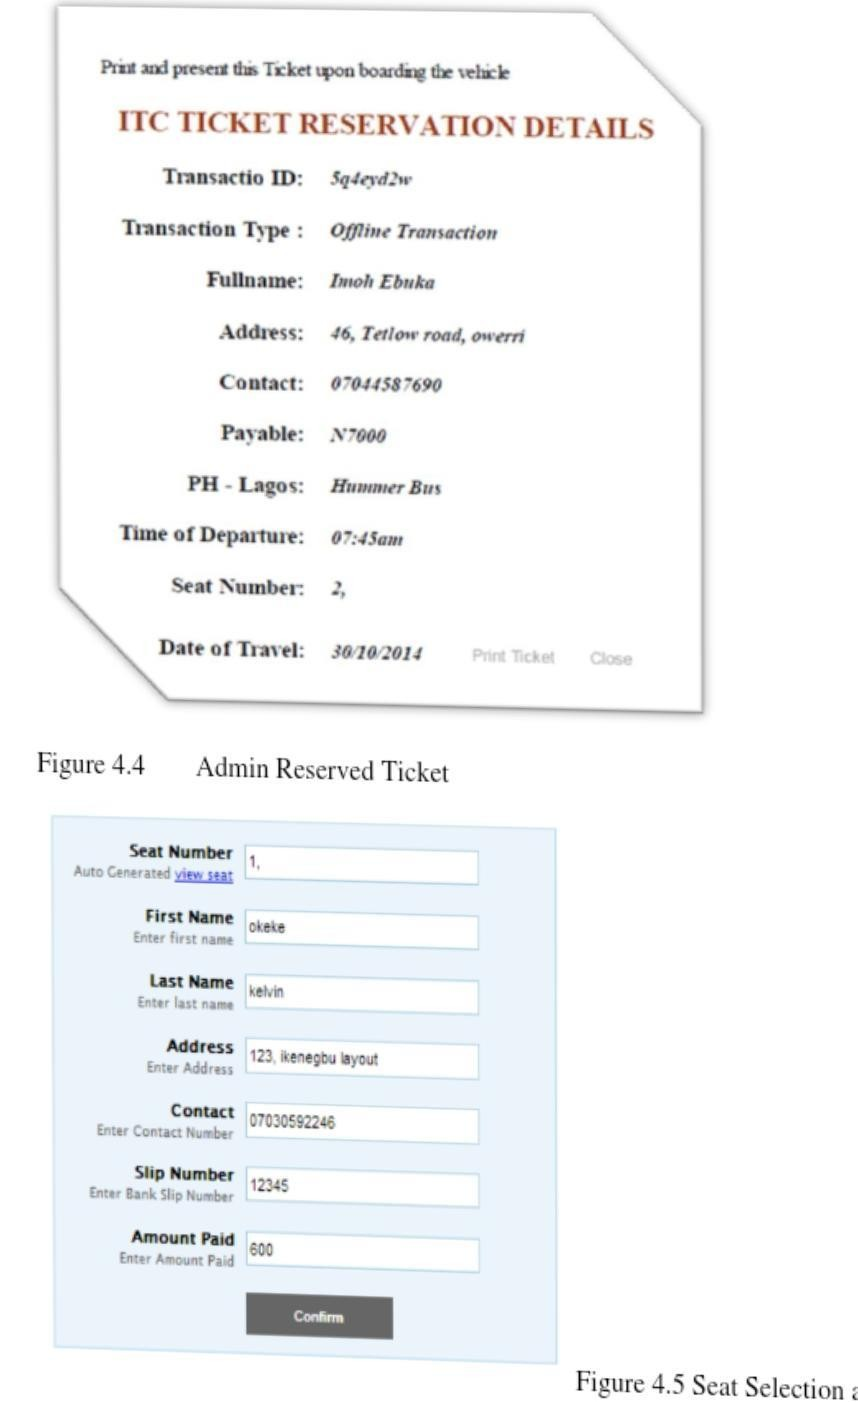 Print and present this Ticket upon boarding the vehicle
ITC TICKET RESERVATION DETAILS
Transactio ID: 5q4eyd2w
Transaction Type : Offline Transaction
Fullname: Imoh Ebuka
Address: 46, Tetlow road, owerri
Contact: 07044587690
Payable: N7000
PH - Lagos: Hummer Bus
Time of Departure: 07:45am
Seat Number: 2,
Date of Travel: 30/10/2014 Print Ticket Close
Figure 4.4 Admin Reserved Ticket
Seat Number 1,
Auto Generated view seat
First Name okeke
Enter first name
Last Name kelvin
Enter last name
Address 123, ikenegbu layout
Enter Address
Contact 07030592246
Enter Contact Number
Slip Number 12345
Enter Bank Slip Number
Amount Paid 600
Enter Amount Paid
Confirm
Figure 4.5 Seat Selection a